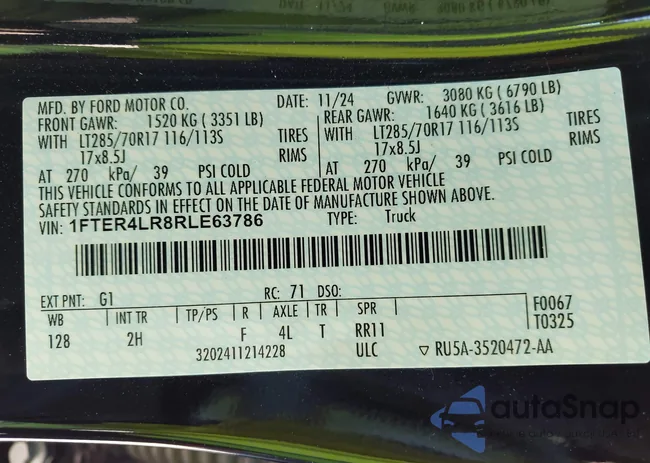 MFD. BY FORD MOTOR CO.
DATE: 11/24 GVWR: 3080 KG ( 6790 LB)
FRONT GAWR: 1520 KG ( 3351 LB)
WITH LT285/70R17 116/113S TIRES
17x8.5J RIMS
AT 270 kPa/ 39 PSI COLD
REAR GAWR: 1640 KG ( 3616 LB)
WITH LT285/70R17 116/113S TIRES
17x8.5J RIMS
AT 270 kPa/ 39 PSI COLD
THIS VEHICLE CONFORMS TO ALL APPLICABLE FEDERAL MOTOR VEHICLE
SAFETY STANDARDS IN EFFECT ON THE DATE OF MANUFACTURE SHOWN ABOVE.
VIN: 1FTER4LR8RLE63786 TYPE: Truck
EXT PNT: G1 RC: 71 DSO:
WB INT TR TP/PS R AXLE TR SPR
128 2H F 4L T RR11
3202411214228 ULC
F0067
T0325
▽ RU5A-3520472-AA
autoSnap